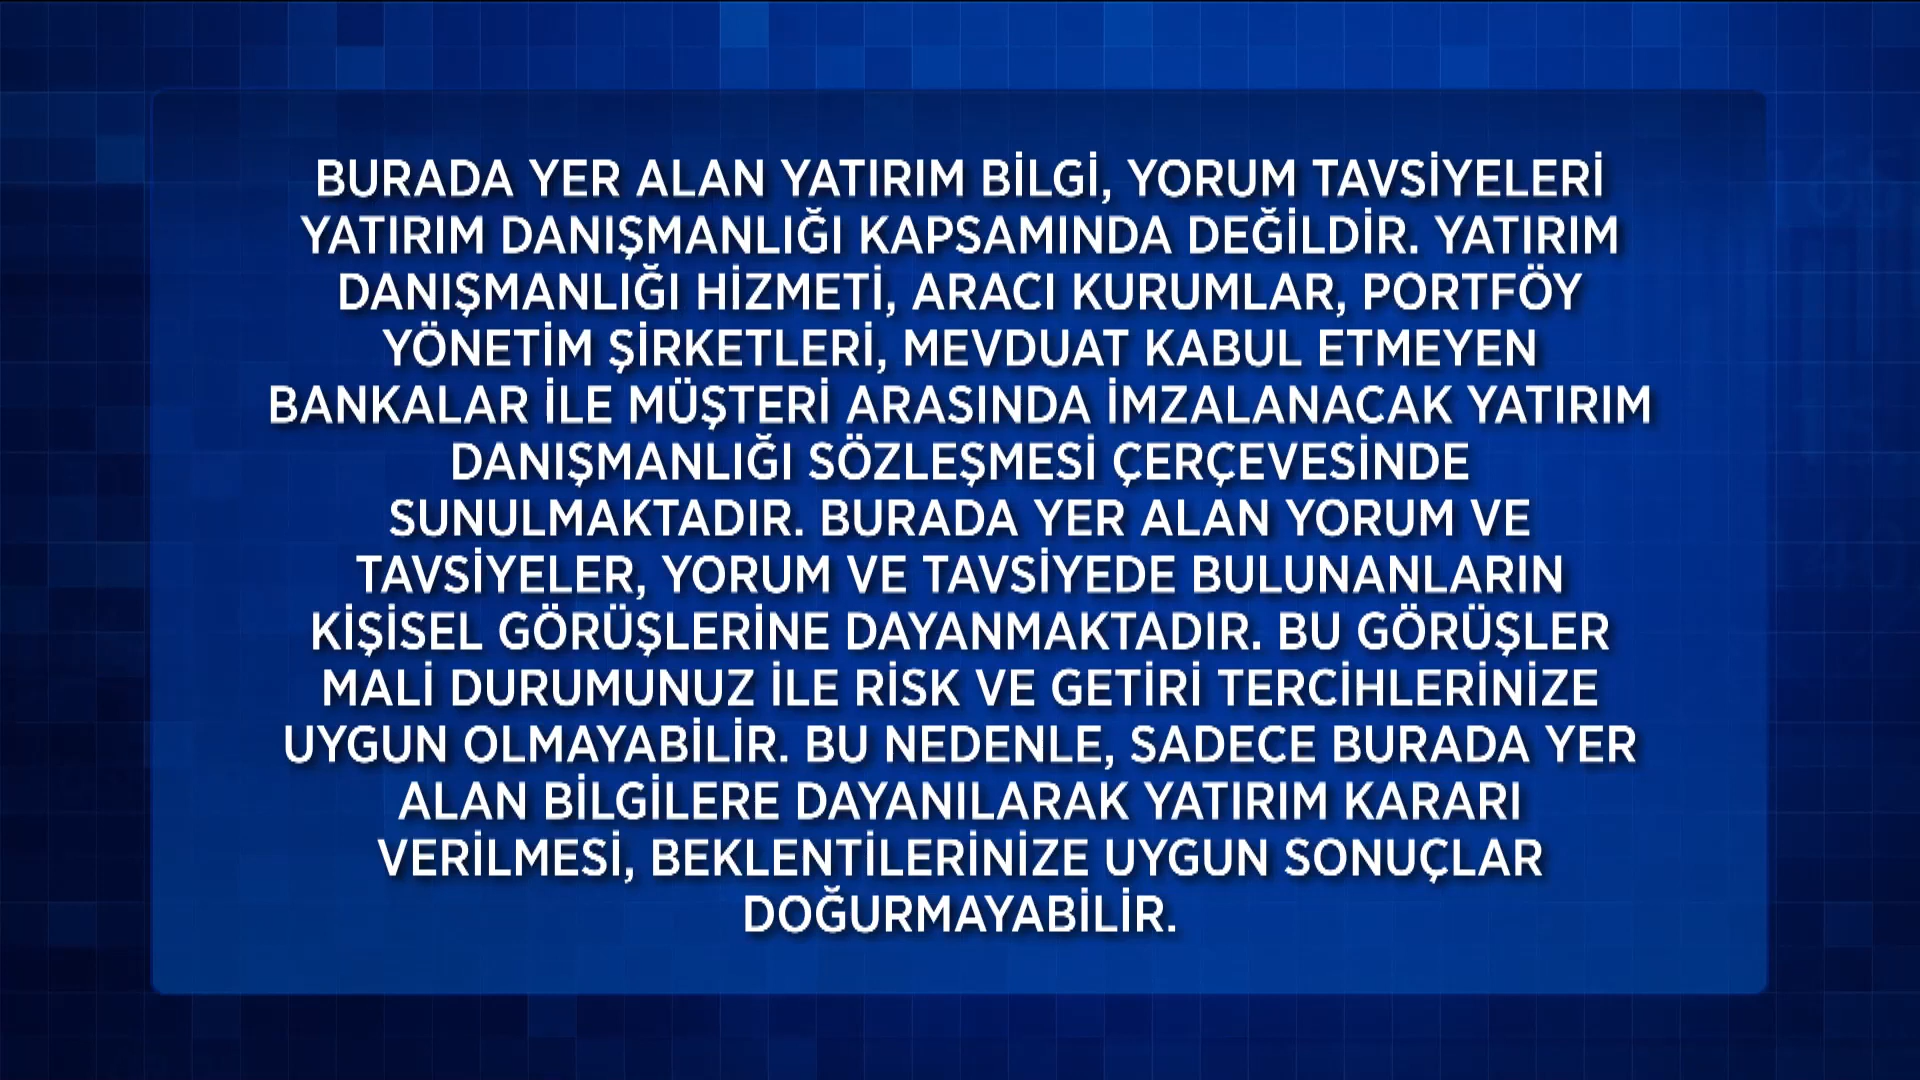 BURADA YER ALAN YATIRIM BİLGİ, YORUM TAVSİYELERİ
YATIRIM DANIŞMANLIĞI KAPSAMINDA DEĞİLDİR. YATIRIM
DANIŞMANLIĞI HİZMETİ, ARACI KURUMLAR, PORTFÖY
YÖNETİM ŞİRKETLERİ, MEVDUAT KABUL ETMEYEN
BANKALAR İLE MÜŞTERİ ARASINDA İMZALANACAK YATIRIM
DANIŞMANLIĞI SÖZLEŞMESİ ÇERÇEVESİNDE
SUNULMAKTADIR. BURADA YER ALAN YORUM VE
TAVSİYELER, YORUM VE TAVSİYEDE BULUNANLARIN
KİŞİSEL GÖRÜŞLERİNE DAYANMAKTADIR. BU GÖRÜŞLER
MALİ DURUMUNUZ İLE RİSK VE GETİRİ TERCİHLERİNİZE
UYGUN OLMAYABİLİR. BU NEDENLE, SADECE BURADA YER
ALAN BİLGİLERE DAYANILARAK YATIRIM KARARI
VERİLMESİ, BEKLENTİLERİNİZE UYGUN SONUÇLAR
DOĞURMAYABİLİR.